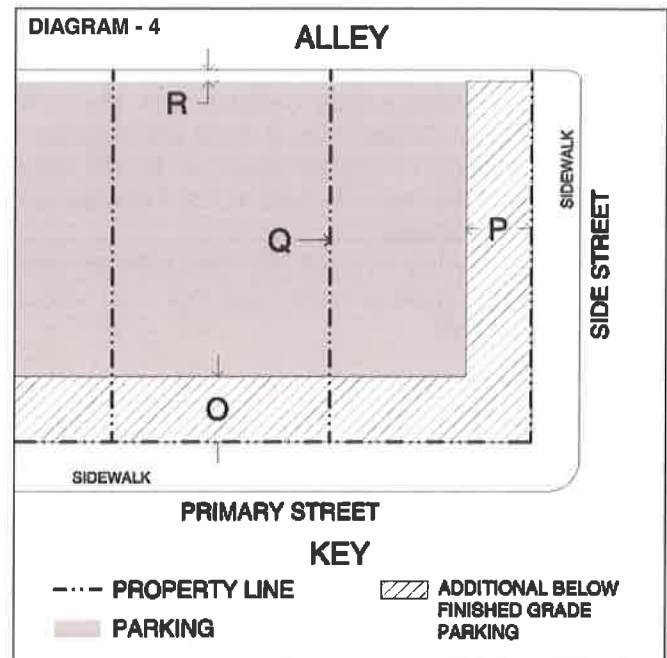 DIAGRAM - 4
ALLEY
R
SIDEWALK
Q
P
SIDE STREET
O
SIDEWALK
PRIMARY STREET
KEY
PROPERTY LINE
PARKING
ADDITIONAL BELOW
FINISHED GRADE
PARKING